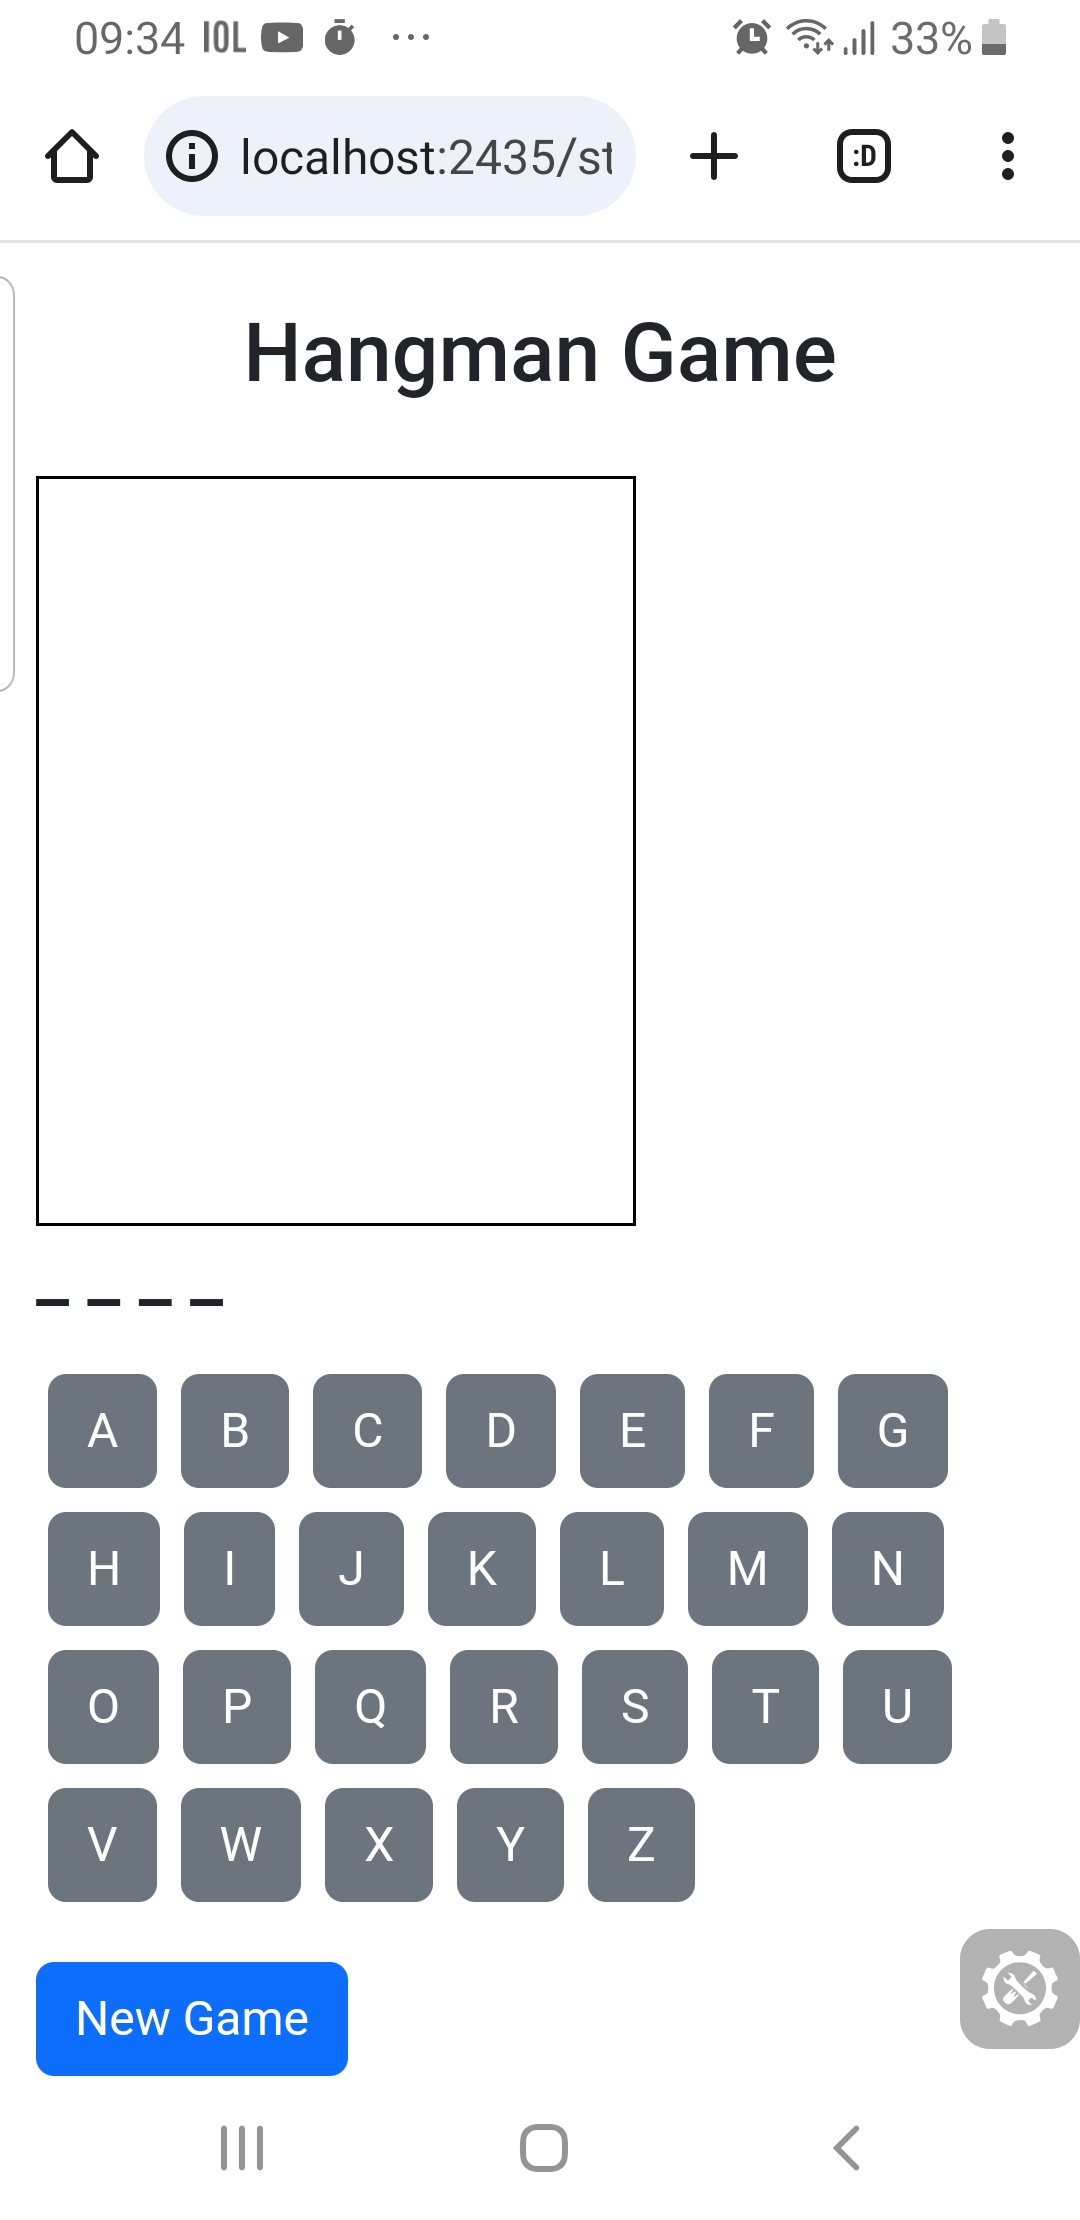 09:34 IOL ... 33%
localhost:2435/st
:D
Hangman Game
_ _ _ _
A B C D E F G
H I J K L M N
O P Q R S T U
V W X Y Z
New Game